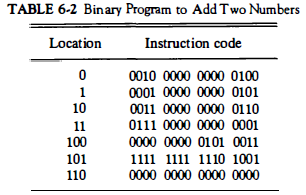 TABLE 6-2 Binary Program to Add Two Numbers
Location Instruction code
0 0010 0000 0000 0100
1 0001 0000 0000 0101
10 0011 0000 0000 0110
11 0111 0000 0000 0001
100 0000 0000 0101 0011
101 1111 1111 1110 1001
110 0000 0000 0000 0000